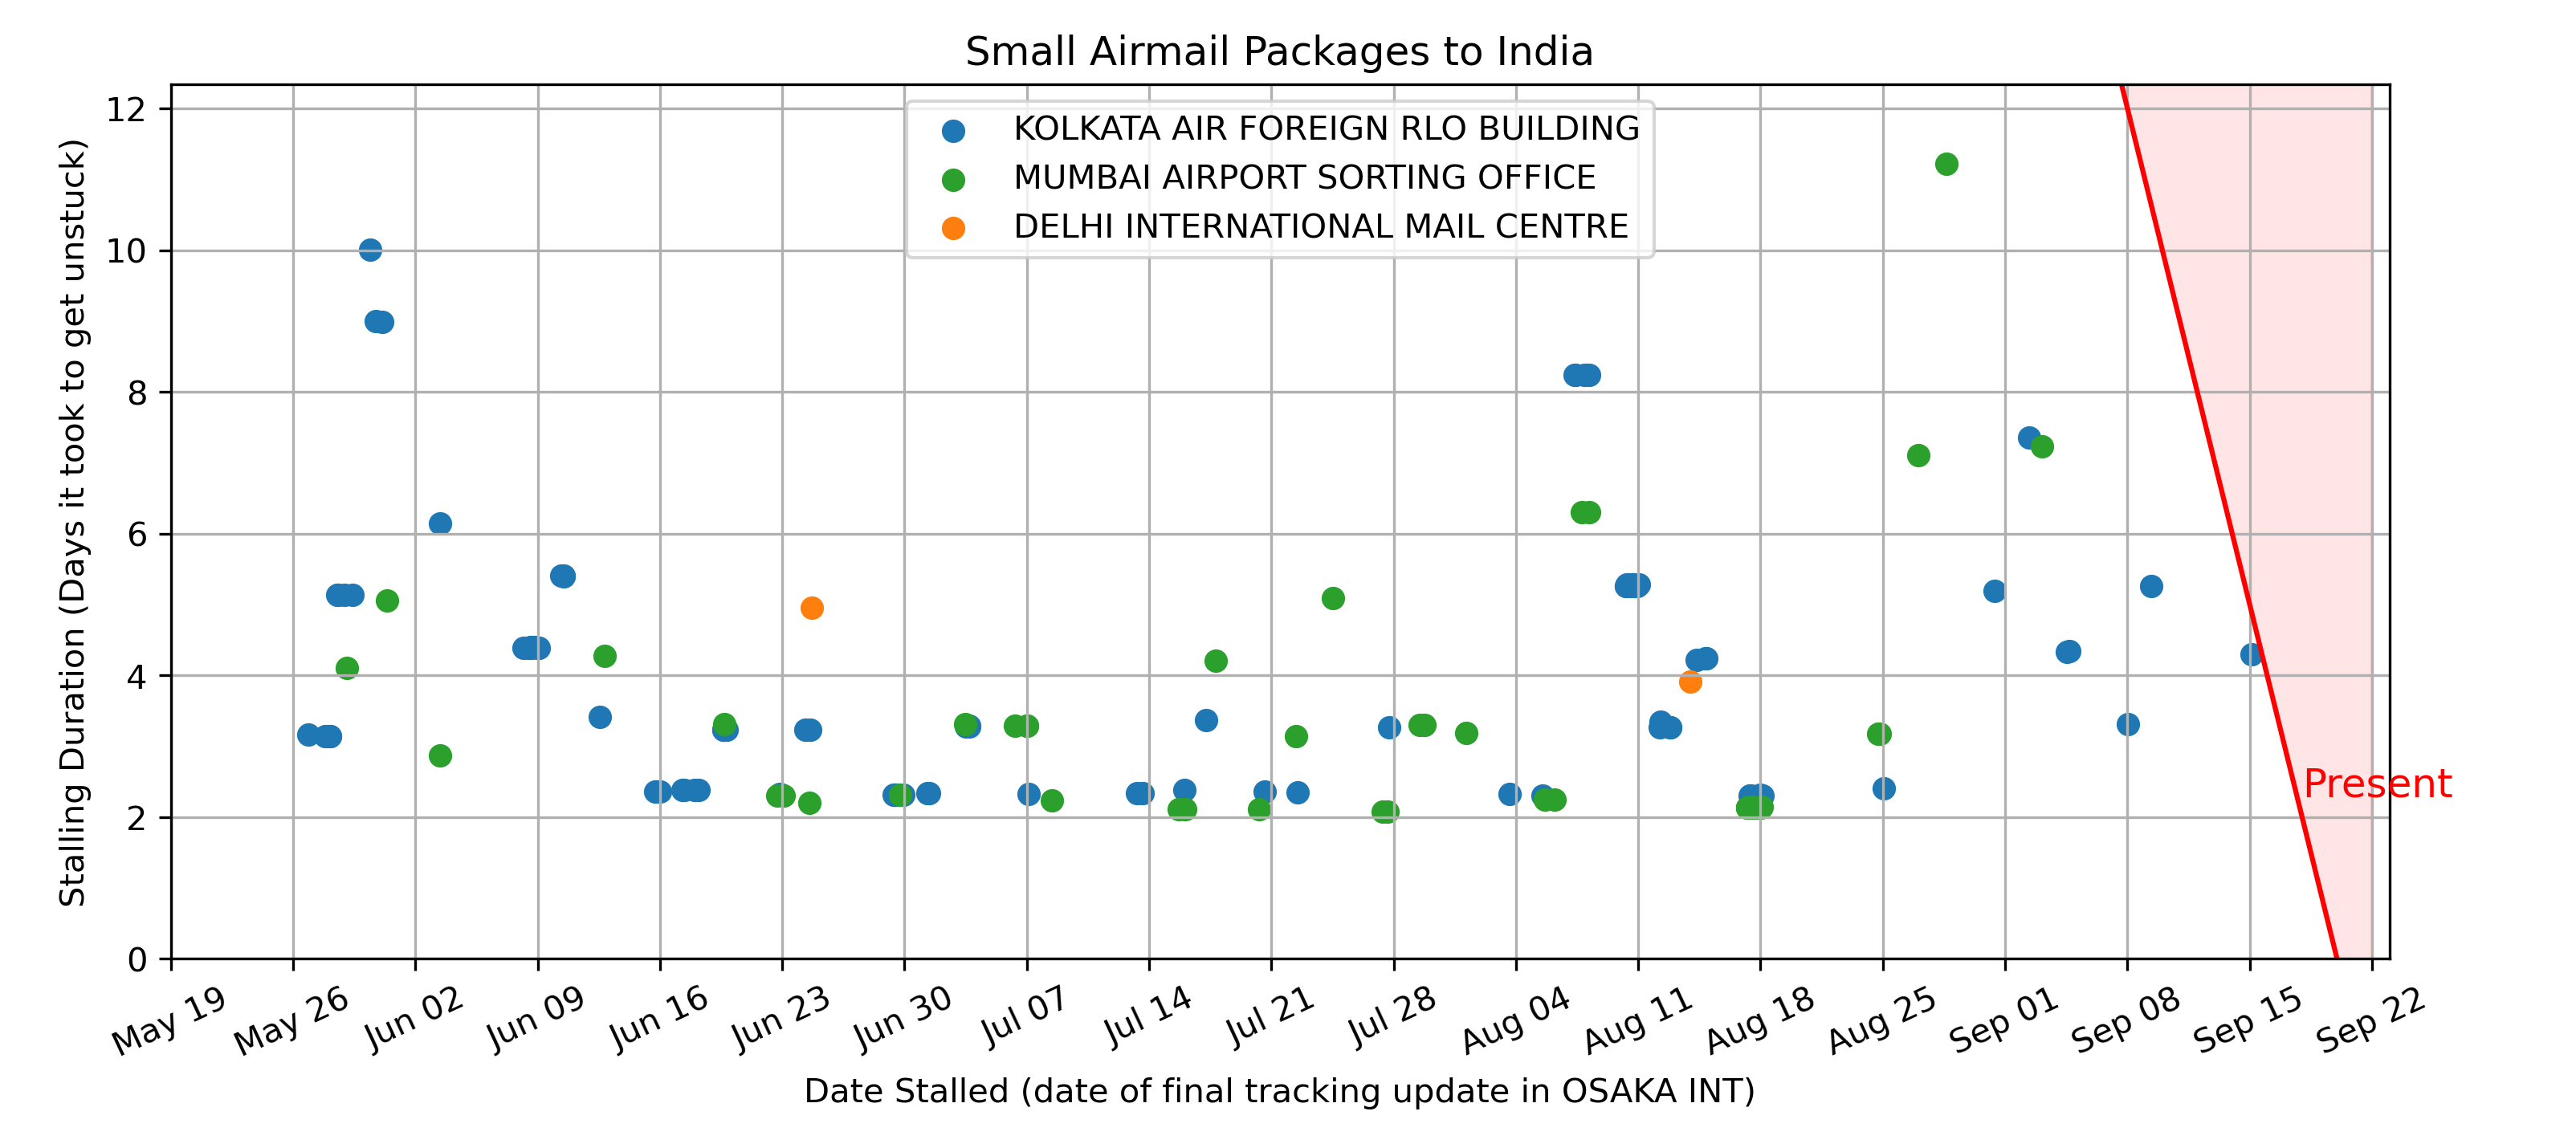 Small Airmail Packages to India
KOLKATA AIR FOREIGN RLO BUILDING
MUMBAI AIRPORT SORTING OFFICE
DELHI INTERNATIONAL MAIL CENTRE
Stalling Duration (Days it took to get unstuck)
12
10
8
6
4
2
0
Present
May 19 May 26 Jun 02 Jun 09 Jun 16 Jun 23 Jun 30 Jul 07 Jul 14 Jul 21 Jul 28 Aug 04 Aug 11 Aug 18 Aug 25 Sep 01 Sep 08 Sep 15 Sep 22
Date Stalled (date of final tracking update in OSAKA INT)